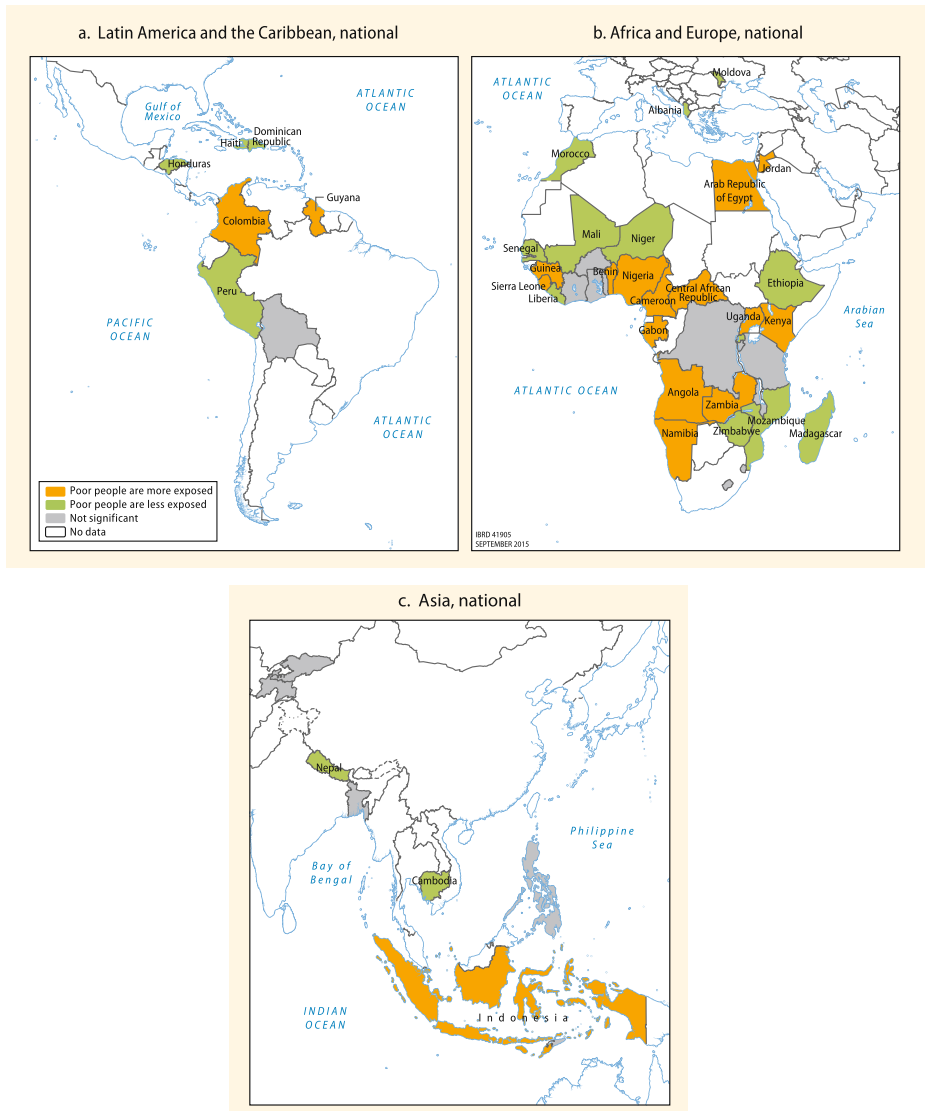 a. Latin America and the Caribbean, national
Gulf of
Mexico
ATLANTIC
OCEAN
Haiti
Dominican
Republic
Honduras
Guyana
Colombia
Peru
PACIFIC
OCEAN
ATLANTIC
OCEAN
Poor people are more exposed
Poor people are less exposed
Not significant
No data
b. Africa and Europe, national
ATLANTIC
OCEAN
Moldova
Albania
Morocco
Jordan
Arab Republic
of Egypt
Mali
Niger
Senegal
Guinea
Benin
Nigeria
Ethiopia
Sierra Leone
Liberia
Central African
Republic
Cameroon
Uganda
Kenya
Gabon
Arabian
Sea
ATLANTIC OCEAN
Angola
Zambia
Mozambique
Namibia
Zimbabwe
Madagascar
IBRD 41905
SEPTEMBER 2015
c. Asia, national
Nepal
Philippine
Sea
Bay of
Bengal
Cambodia
INDIAN
OCEAN
Indonesia